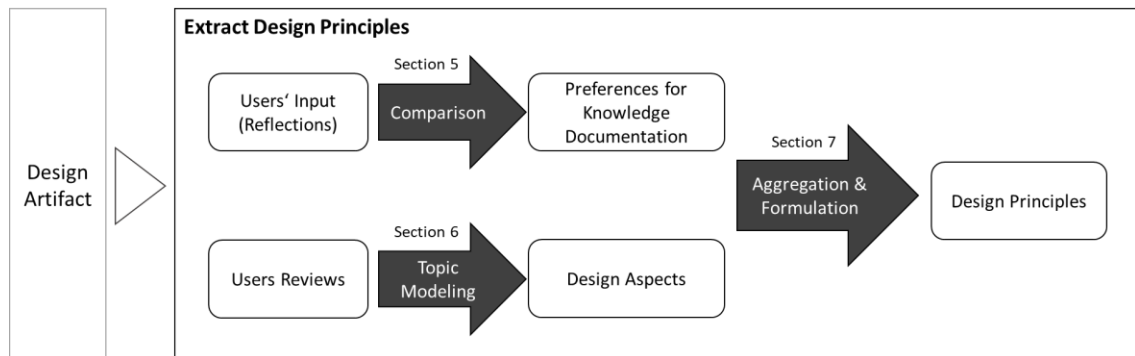 Extract Design Principles
Design
Artifact
Section 5
Users‘ Input
(Reflections)
Comparison
Preferences for
Knowledge
Documentation
Section 6
Users Reviews
Topic
Modeling
Design Aspects
Section 7
Aggregation &
Formulation
Design Principles